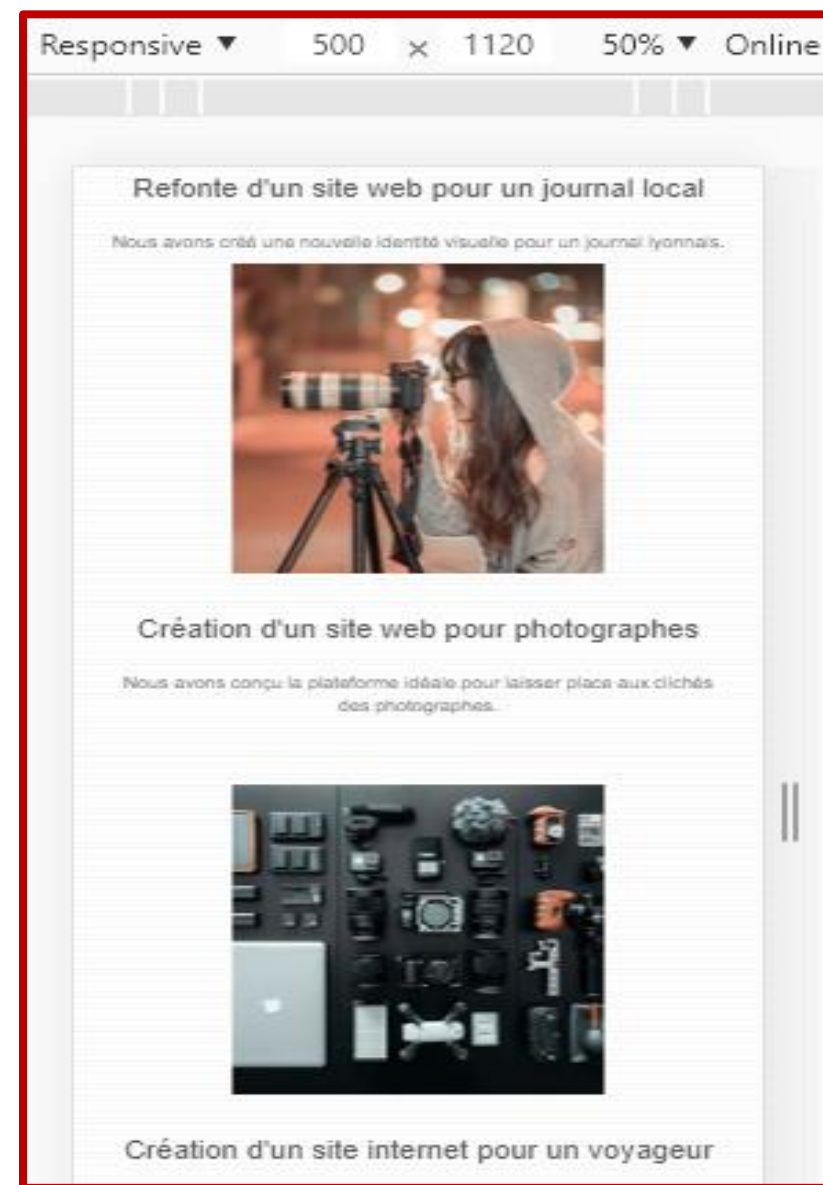 Responsive ▼ 500 × 1120 50% ▼ Online
Refonte d'un site web pour un journal local
Nous avons créé une nouvelle identité visuelle pour un journal lyonnais.
Création d'un site web pour photographes
Nous avons conçu la plateforme idéale pour laisser place aux clichés
des photographes.
Création d'un site internet pour un voyageur